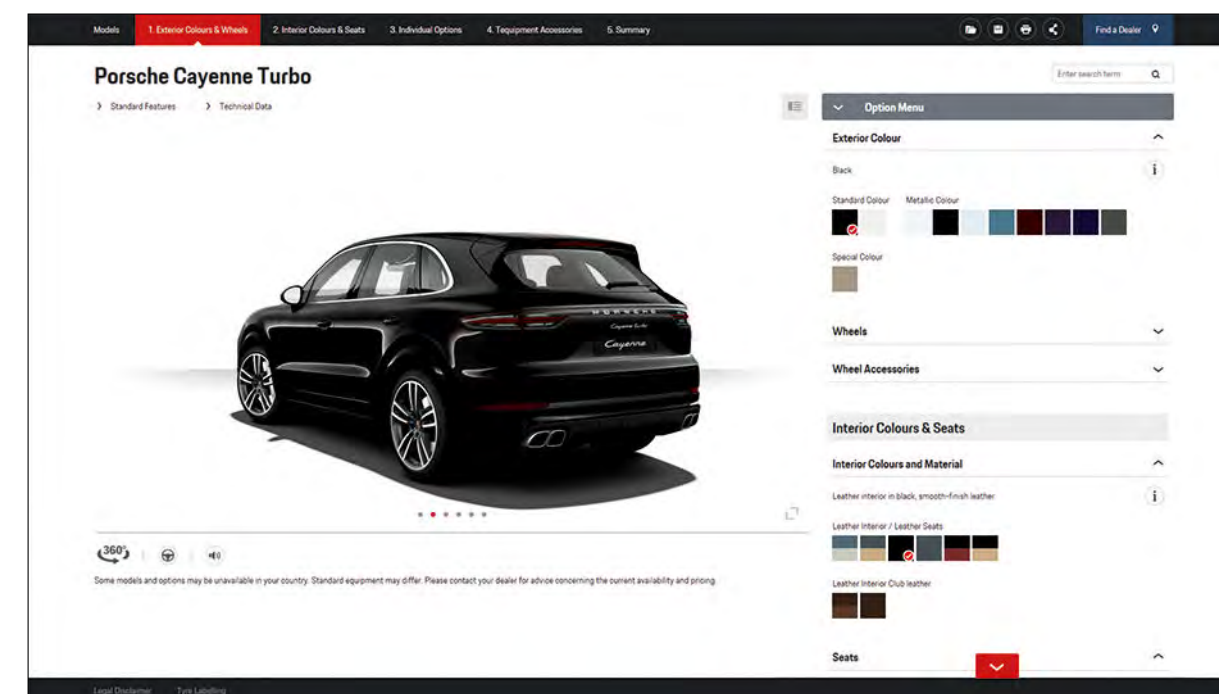 Models 1. Exterior Colours & Wheels 2. Interior Colours & Seats 3. Individual Options 4. Tequipment Accessories 5. Summary Find a Dealer
Porsche Cayenne Turbo
Enter search term
Standard Features Technical Data
Option Menu
Exterior Colour
Black
i
Standard Colour Metallic Colour
Special Colour
PORSCHE
Cayenne Turbo
Cayenne
Wheels
Wheel Accessories
Interior Colours & Seats
Interior Colours and Material
Leather interior in black, smooth-finish leather
i
Leather Interior / Leather Seats
360°
Some models and options may be unavailable in your country. Standard equipment may differ. Please contact your dealer for advice concerning the current availability and pricing.
Leather Interior Club leather
Seats
Legal Disclaimer Tyre Labelling